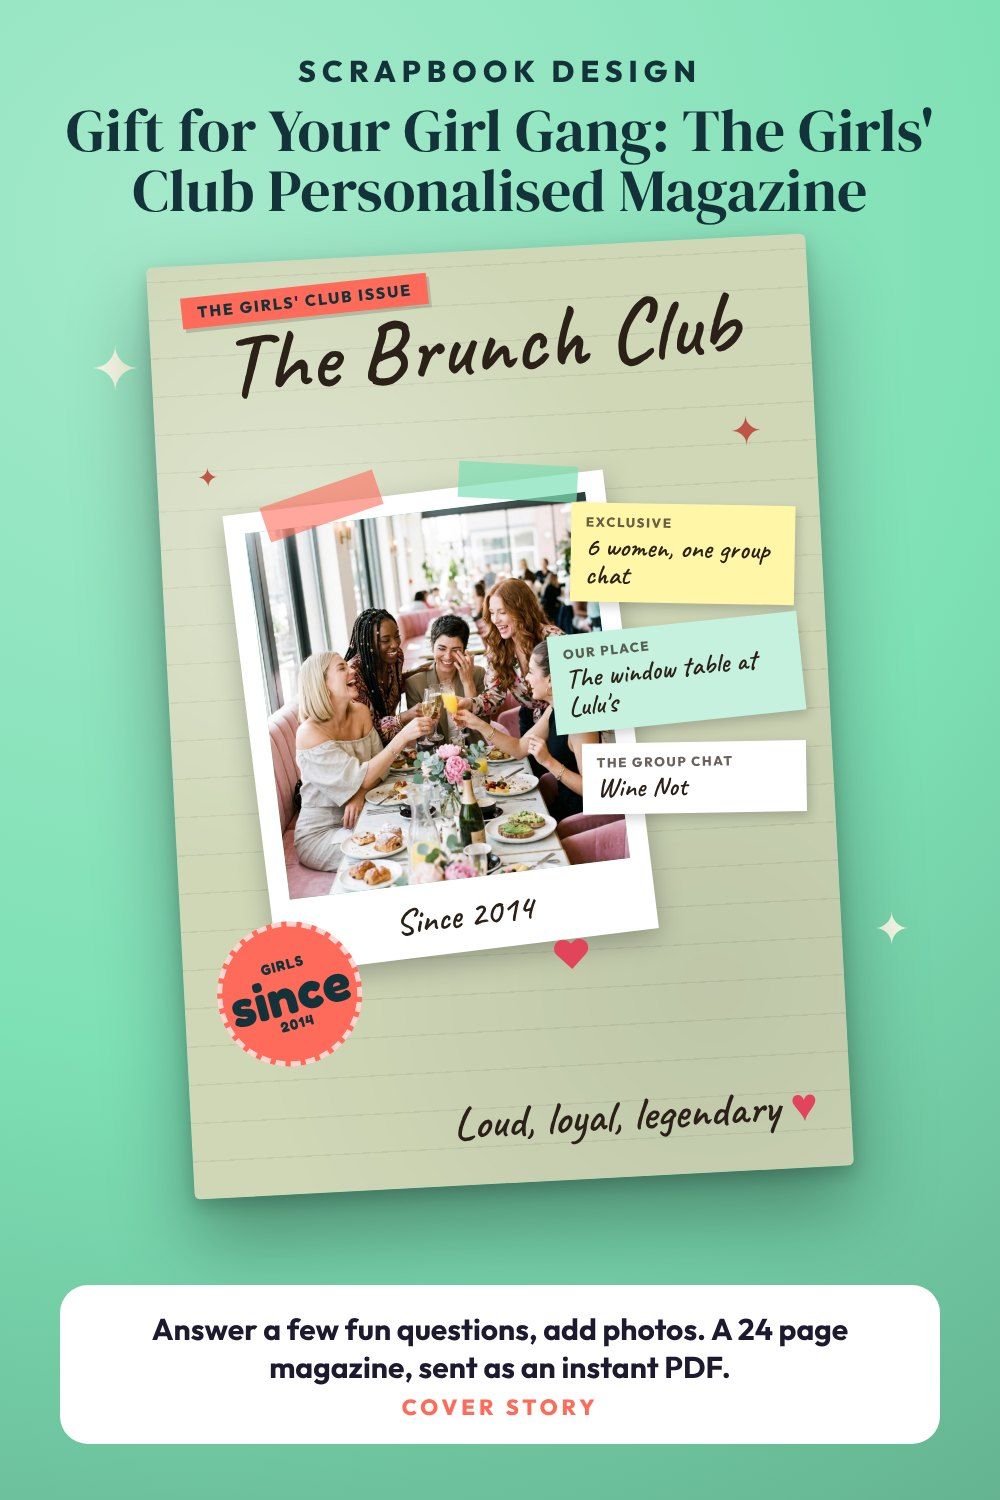 SCRAPBOOK DESIGN
Gift for Your Girl Gang: The Girls'
Club Personalised Magazine
THE GIRLS' CLUB ISSUE
The Brunch Club
EXCLUSIVE
6 women, one group
chat
OUR PLACE
The window table at
Lulu's
THE GROUP CHAT
Wine Not
Since 2014
GIRLS
since
2014
Loud, loyal, legendary ♥
Answer a few fun questions, add photos. A 24 page
magazine, sent as an instant PDF.
COVER STORY